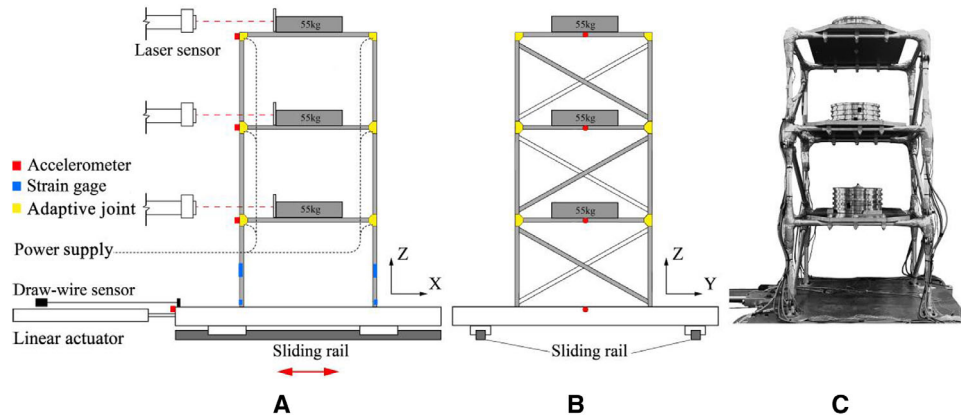 55kg
Laser sensor
55kg
55kg
Accelerometer
Strain gage
Adaptive joint
Power supply
Z
X
Draw-wire sensor
Linear actuator
Sliding rail
A
55kg
55kg
55kg
Z
Y
Sliding rail
B
C